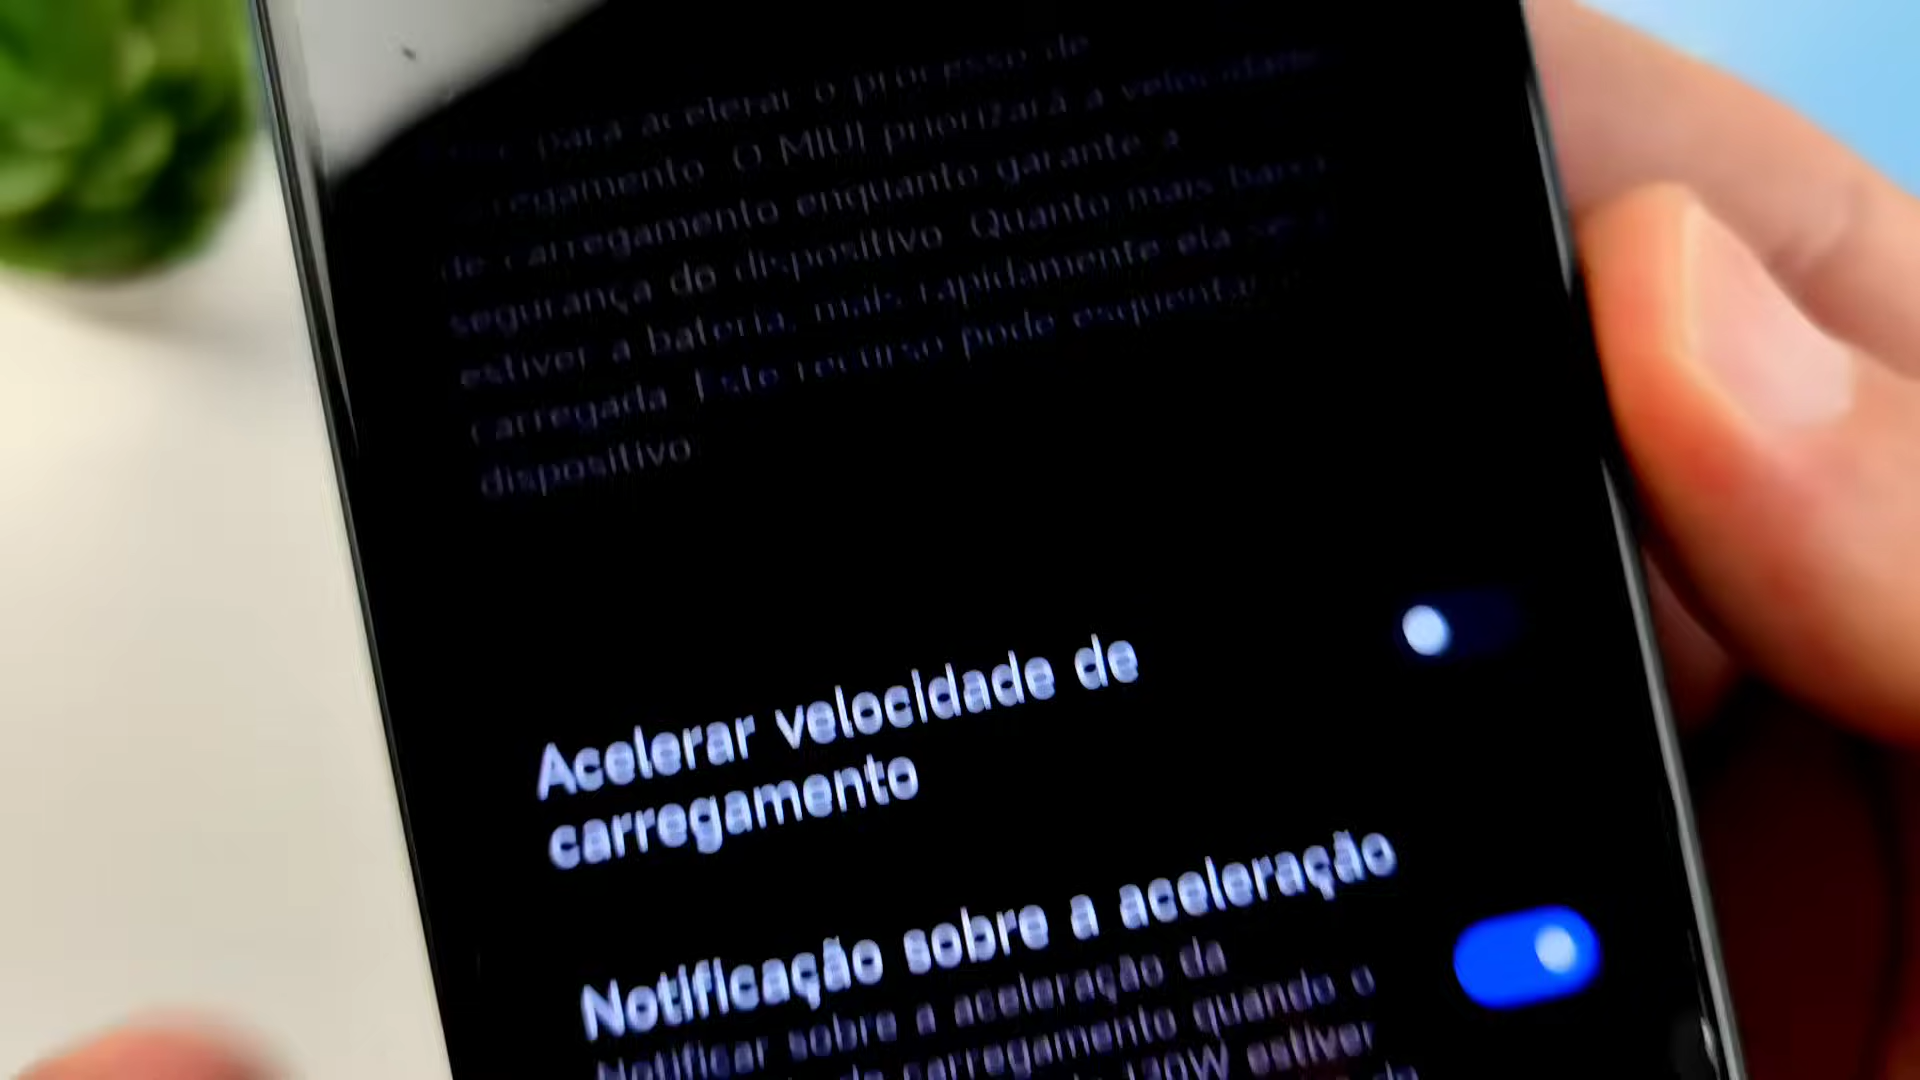 para acelerar o processo de
carregamento. O MIUI priorizará a velocidade
de carregamento enquanto garante a
segurança do dispositivo. Quanto mais baixa
estiver a bateria, mais rapidamente ela será
carregada. Este recurso pode esquentar o
dispositivo.
Acelerar velocidade de
carregamento
Notificação sobre a aceleração
Notificar sobre a aceleração da
carregamento quando o
estiver